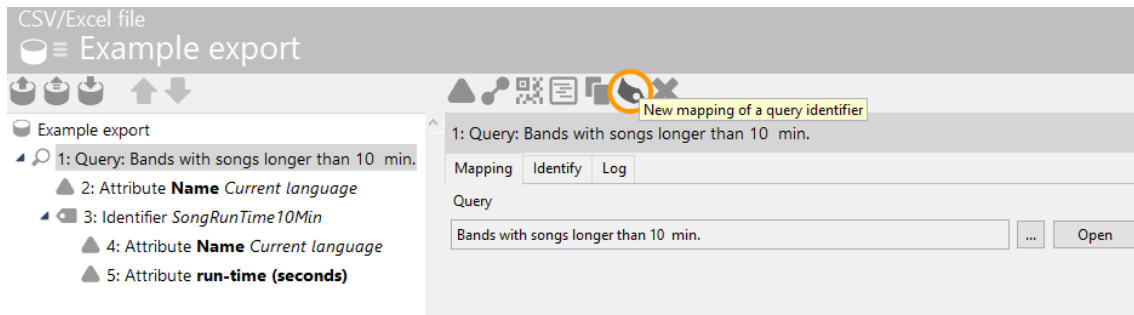 CSV/Excel file
Example export
New mapping of a query identifier
Example export
1: Query: Bands with songs longer than 10 min.
2: Attribute Name Current language
3: Identifier SongRunTime10Min
4: Attribute Name Current language
5: Attribute run-time (seconds)
1: Query: Bands with songs longer than 10 min.
Mapping Identify Log
Query
Bands with songs longer than 10 min. ... Open